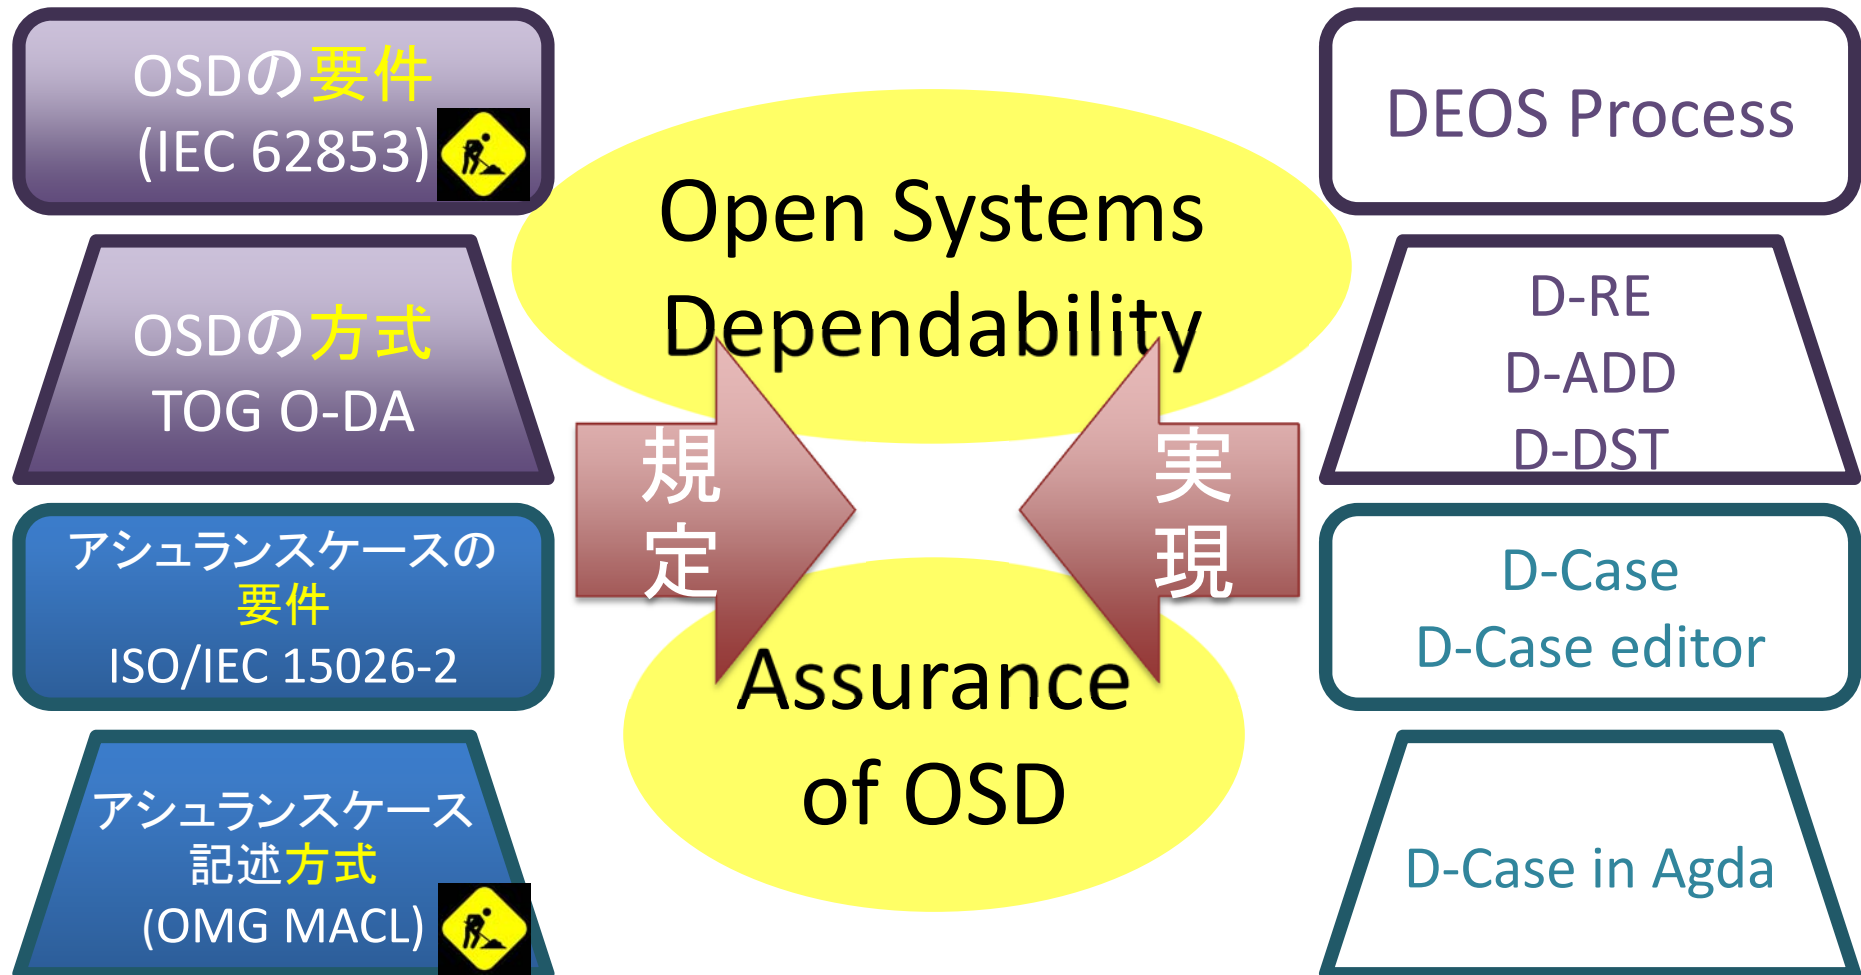 OSDの要件
(IEC 62853)
OSDの方式
TOG O-DA
アシュランスケースの
要件
ISO/IEC 15026-2
アシュランスケース
記述方式
(OMG MACL)
Open Systems
Dependability
規
定
実
現
Assurance
of OSD
DEOS Process
D-RE
D-ADD
D-DST
D-Case
D-Case editor
D-Case in Agda